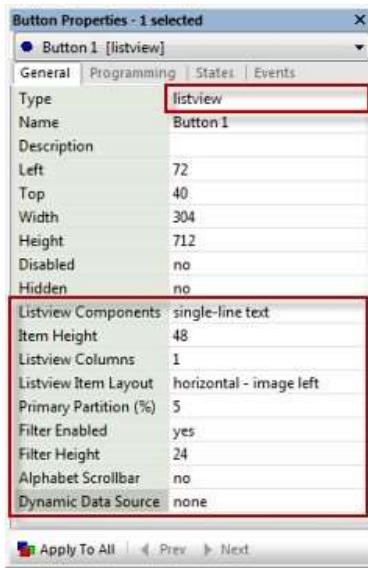 Button Properties - 1 selected
Button 1 [listview]
General Programming States Events
Type listview
Name Button 1
Description
Left 72
Top 40
Width 304
Height 712
Disabled no
Hidden no
Listview Components single-line text
Item Height 48
Listview Columns 1
Listview Item Layout horizontal - image left
Primary Partition (%) 5
Filter Enabled yes
Filter Height 24
Alphabet Scrollbar no
Dynamic Data Source none
Apply To All Prev Next